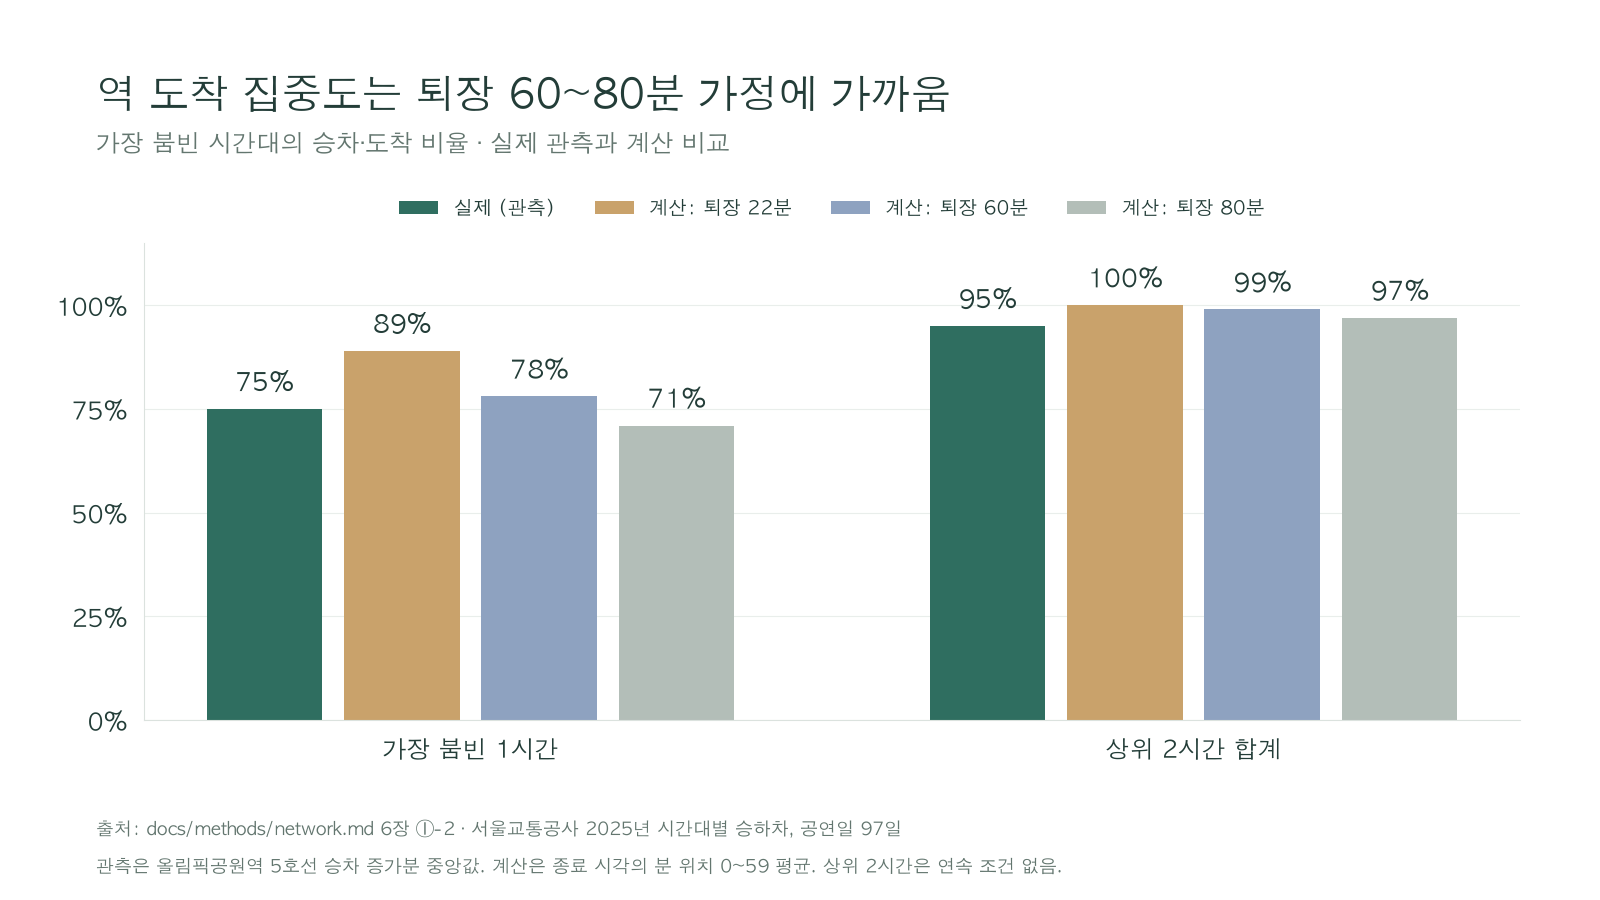 역 도착 집중도는 퇴장 60~80분 가정에 가까움
가장 붐빈 시간대의 승차·도착 비율 · 실제 관측과 계산 비교
실제 (관측) 계산: 퇴장 22분 계산: 퇴장 60분 계산: 퇴장 80분
100%
75%
50%
25%
0%
75%
89%
78%
71%
95%
100%
99%
97%
가장 붐빈 1시간
상위 2시간 합계
출처: docs/methods/network.md 6장 Ⓘ-2 · 서울교통공사 2025년 시간대별 승하차, 공연일 97일
관측은 올림픽공원역 5호선 승차 증가분 중앙값. 계산은 종료 시각의 분 위치 0~59 평균. 상위 2시간은 연속 조건 없음.